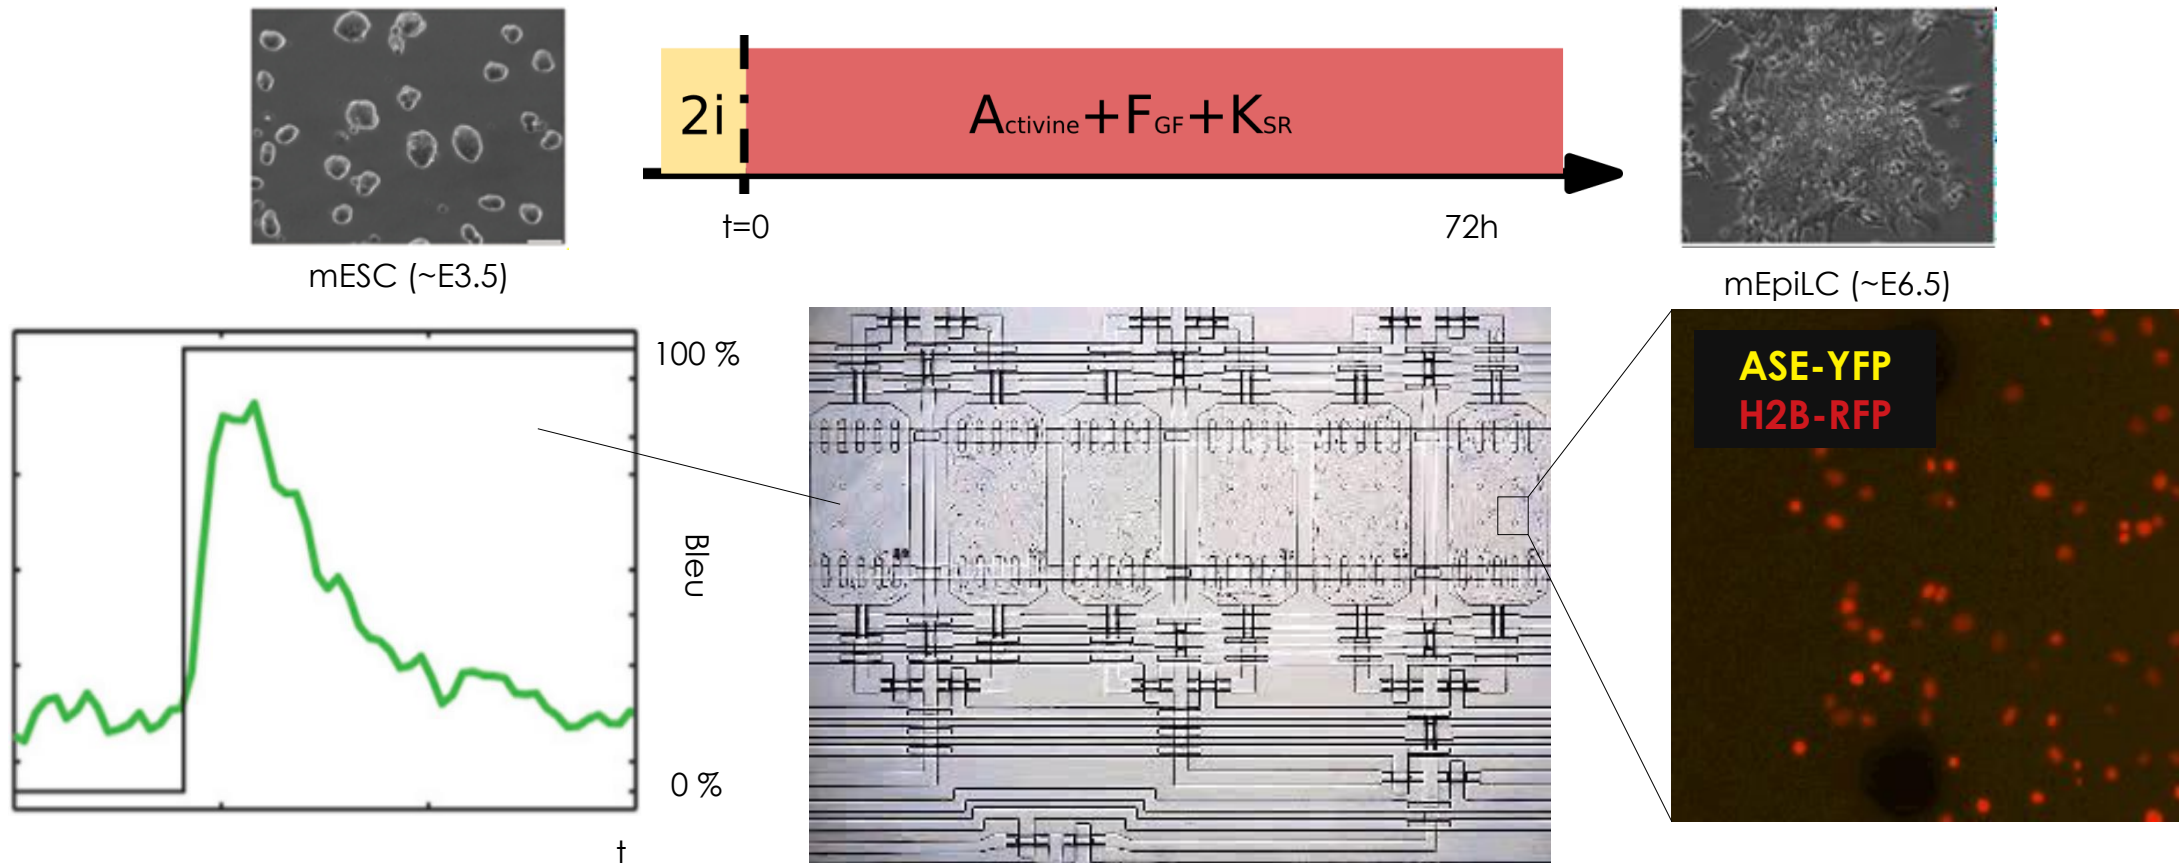 2i
Activine+FGF+KSR
t=0
72h
mESC (~E3.5)
mEpiLC (~E6.5)
100 %
Bleu
0 %
t
ASE-YFP
H2B-RFP